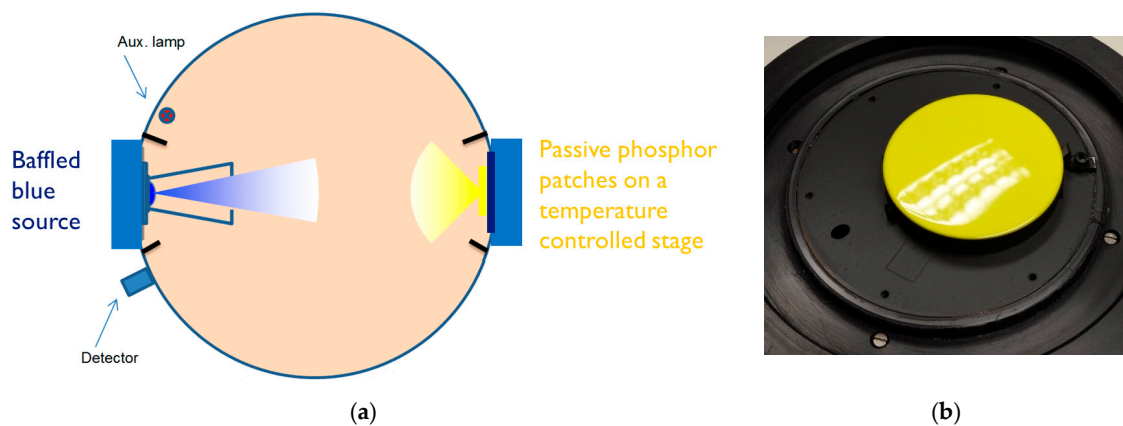 Aux. lamp
Baffled
blue
source
Passive phosphor
patches on a
temperature
controlled stage
Detector
(a)
(b)